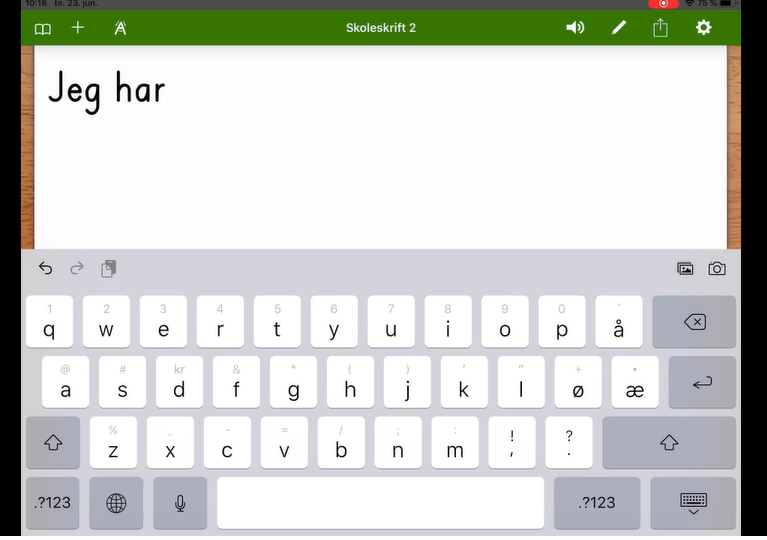 10:18 tir. 23. jun. 75 %
Skoleskrift 2
Jeg har
1 2 3 4 5 6 7 8 9 0 `
q w e r t y u i o p å
@ # kr & * ( ) ' " + •
a s d f g h j k l ø æ
% _ - = / ; : ! ?
z x c v b n m , .
.?123 .?123